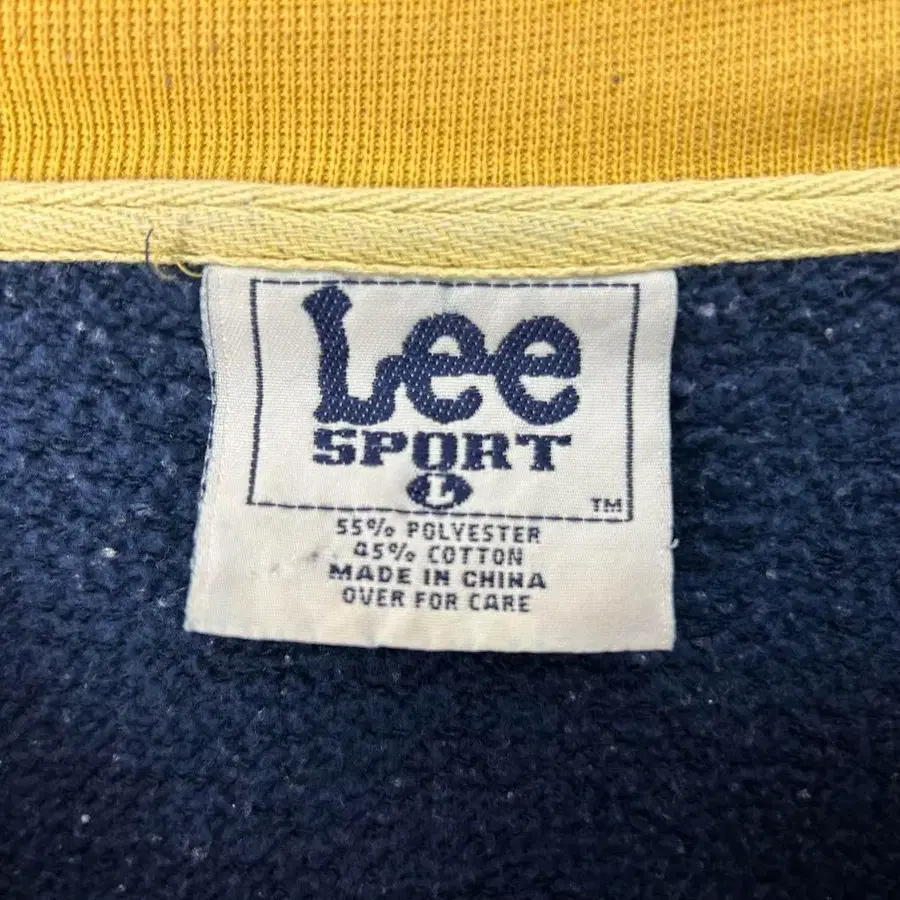 Lee
SPORT
L
TM
55% POLYESTER
45% COTTON
MADE IN CHINA
OVER FOR CARE